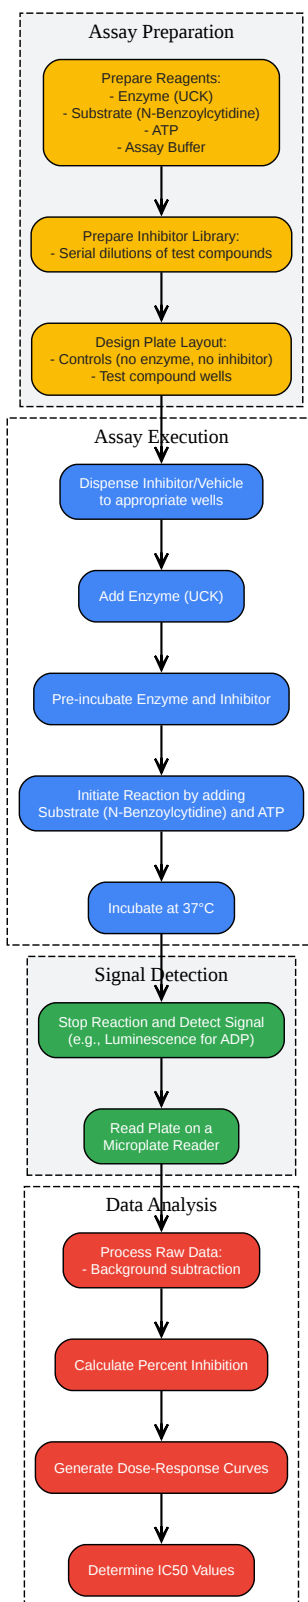 Assay Preparation
Prepare Reagents:
- Enzyme (UCK)
- Substrate (N-Benzoylcytidine)
- ATP
- Assay Buffer
Prepare Inhibitor Library:
- Serial dilutions of test compounds
Design Plate Layout:
- Controls (no enzyme, no inhibitor)
- Test compound wells
Assay Execution
Dispense Inhibitor/Vehicle
to appropriate wells
Add Enzyme (UCK)
Pre-incubate Enzyme and Inhibitor
Initiate Reaction by adding
Substrate (N-Benzoylcytidine) and ATP
Incubate at 37°C
Signal Detection
Stop Reaction and Detect Signal
(e.g., Luminescence for ADP)
Read Plate on a
Microplate Reader
Data Analysis
Process Raw Data:
- Background subtraction
Calculate Percent Inhibition
Generate Dose-Response Curves
Determine IC50 Values